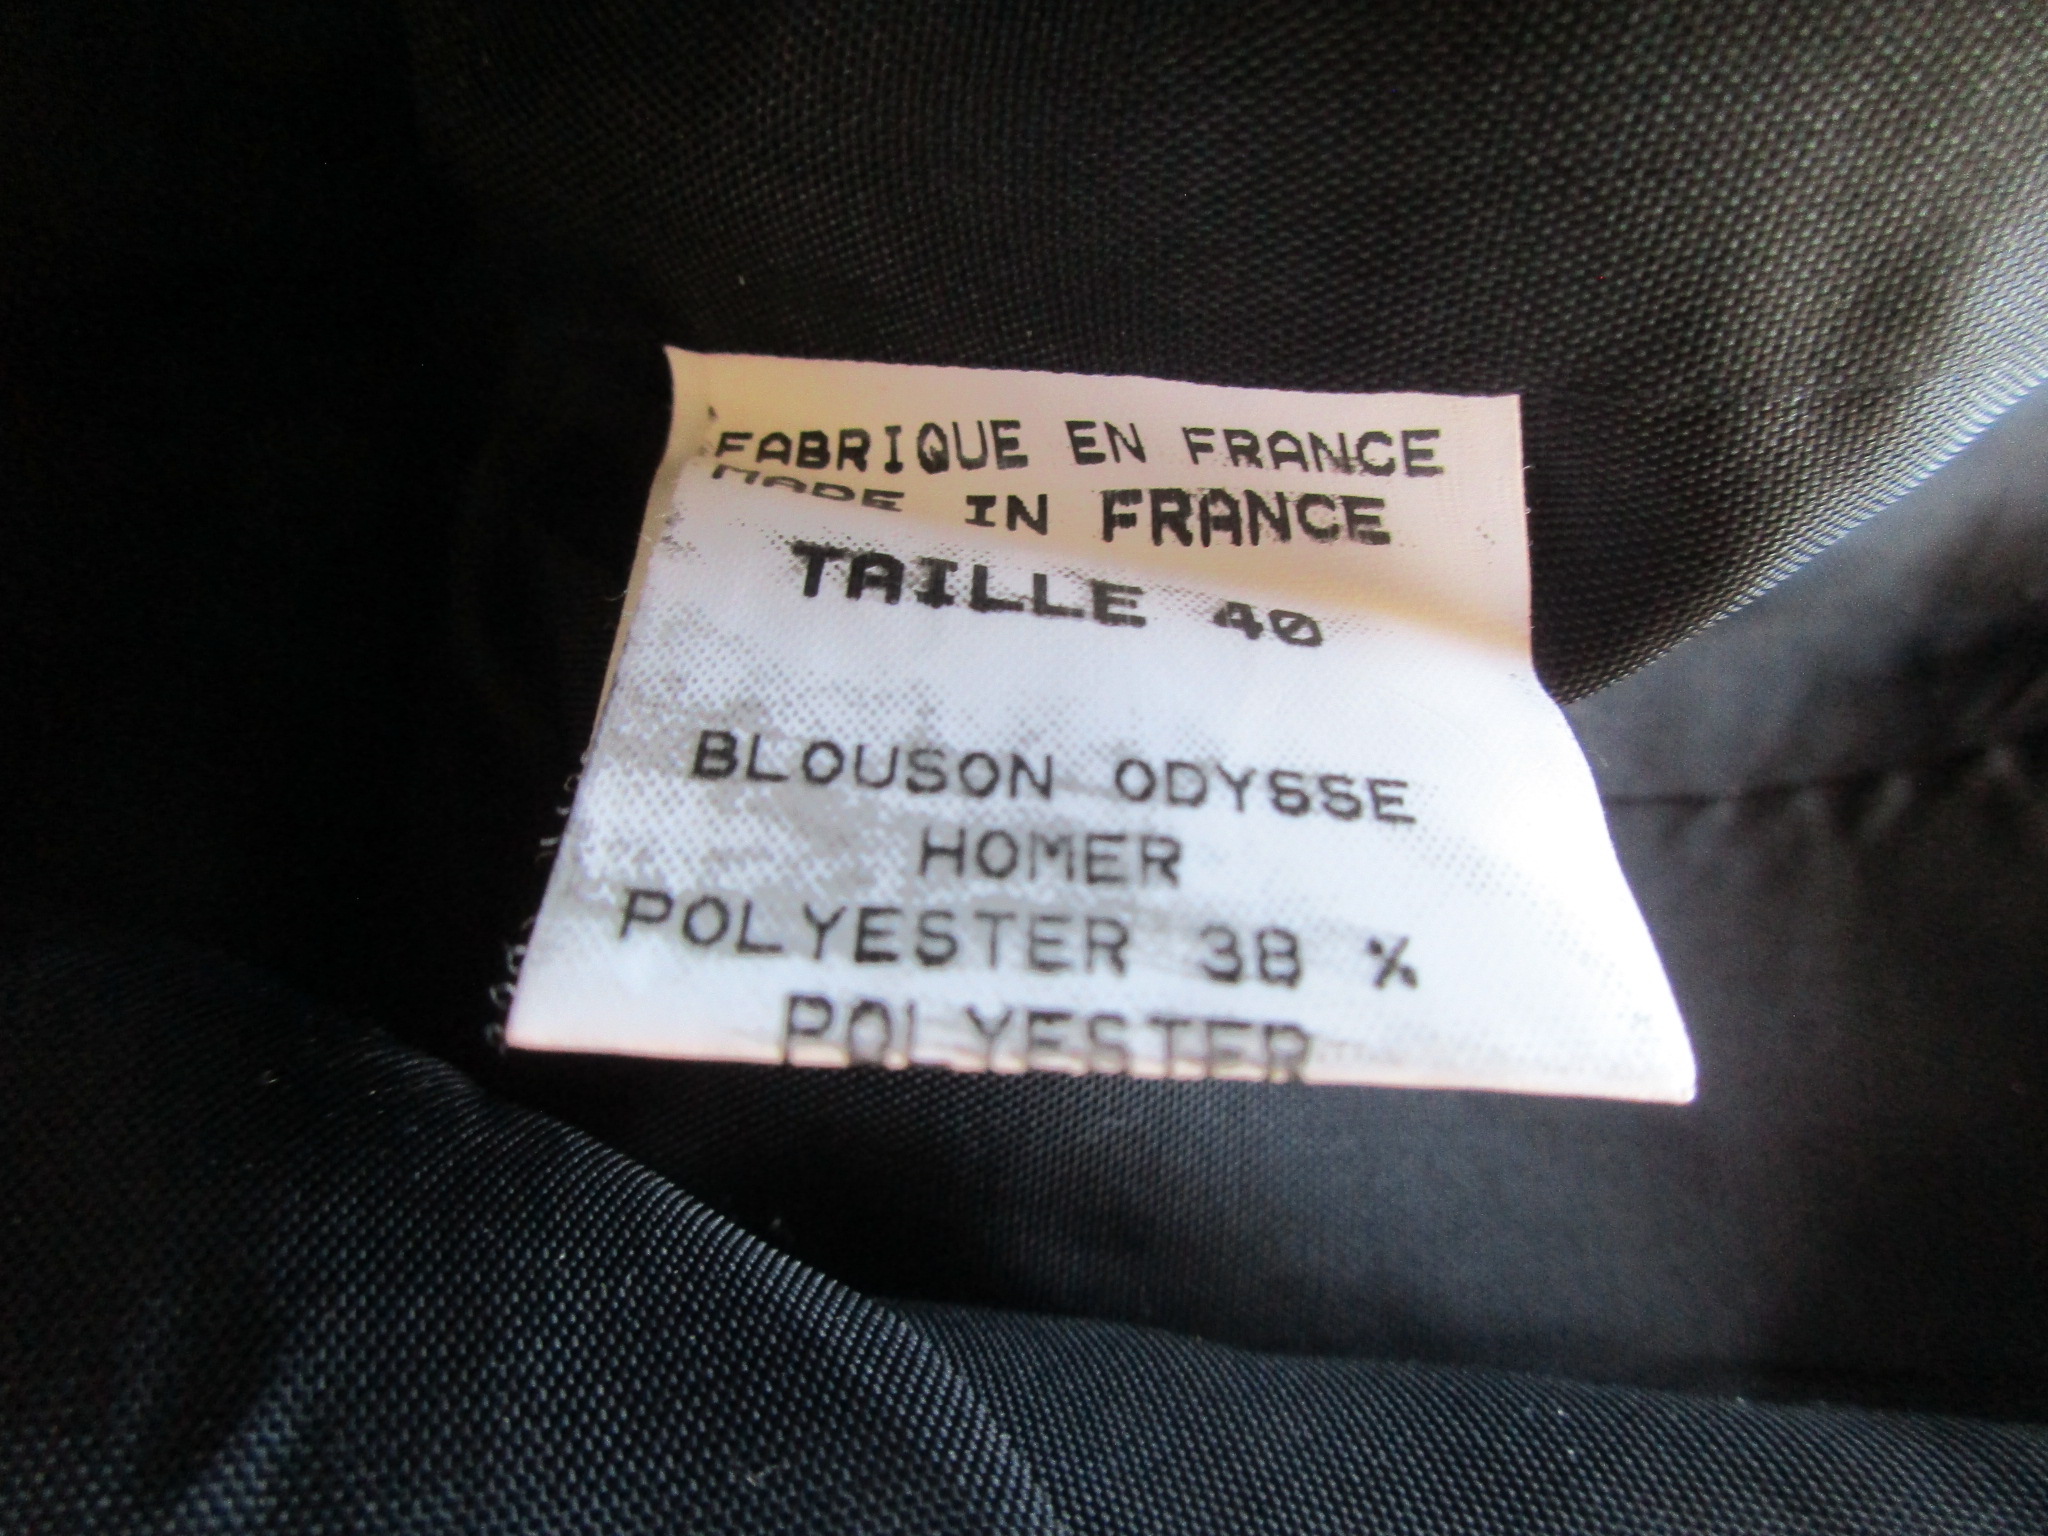 FABRIQUE EN FRANCE
MADE IN FRANCE
TAILLE 40
BLOUSON ODYSSE
HOMER
POLYESTER 38 %
POLYESTER